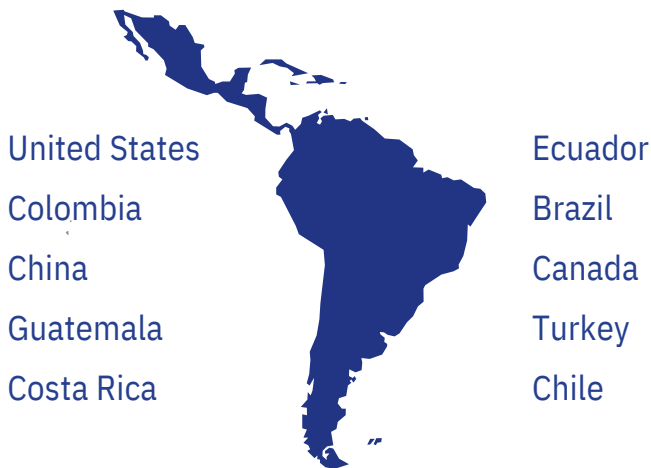 United States
Colombia
China
Guatemala
Costa Rica
Ecuador
Brazil
Canada
Turkey
Chile